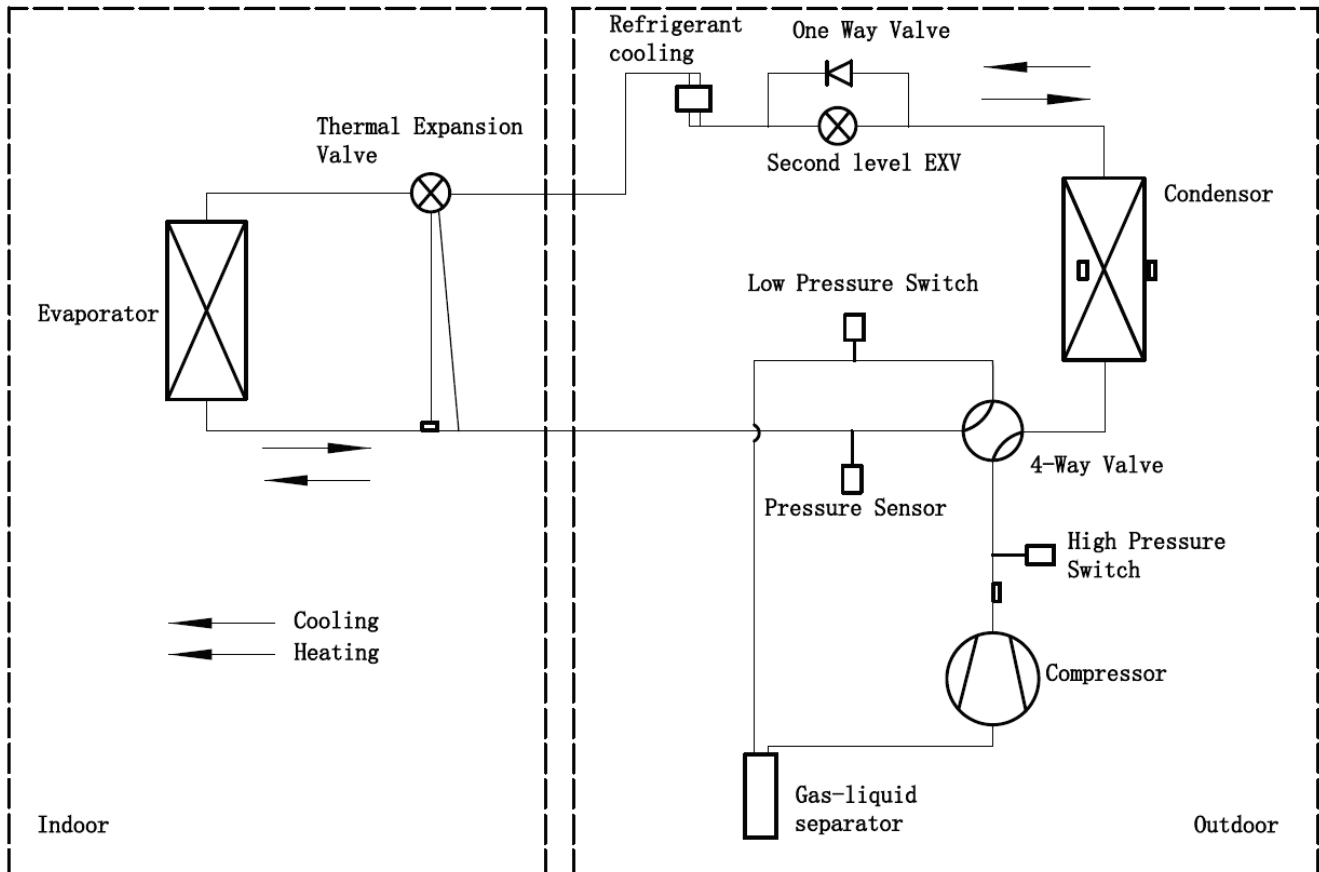 Refrigerant
cooling
One Way Valve
Thermal Expansion
Valve
Second level EXV
Condensor
Low Pressure Switch
Evaporator
4-Way Valve
Pressure Sensor
High Pressure
Switch
Cooling
Heating
Compressor
Gas-liquid
separator
Indoor
Outdoor